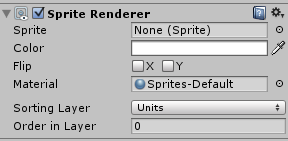 Sprite Renderer
Sprite None (Sprite)
Color
Flip X Y
Material Sprites-Default
Sorting Layer Units
Order in Layer 0